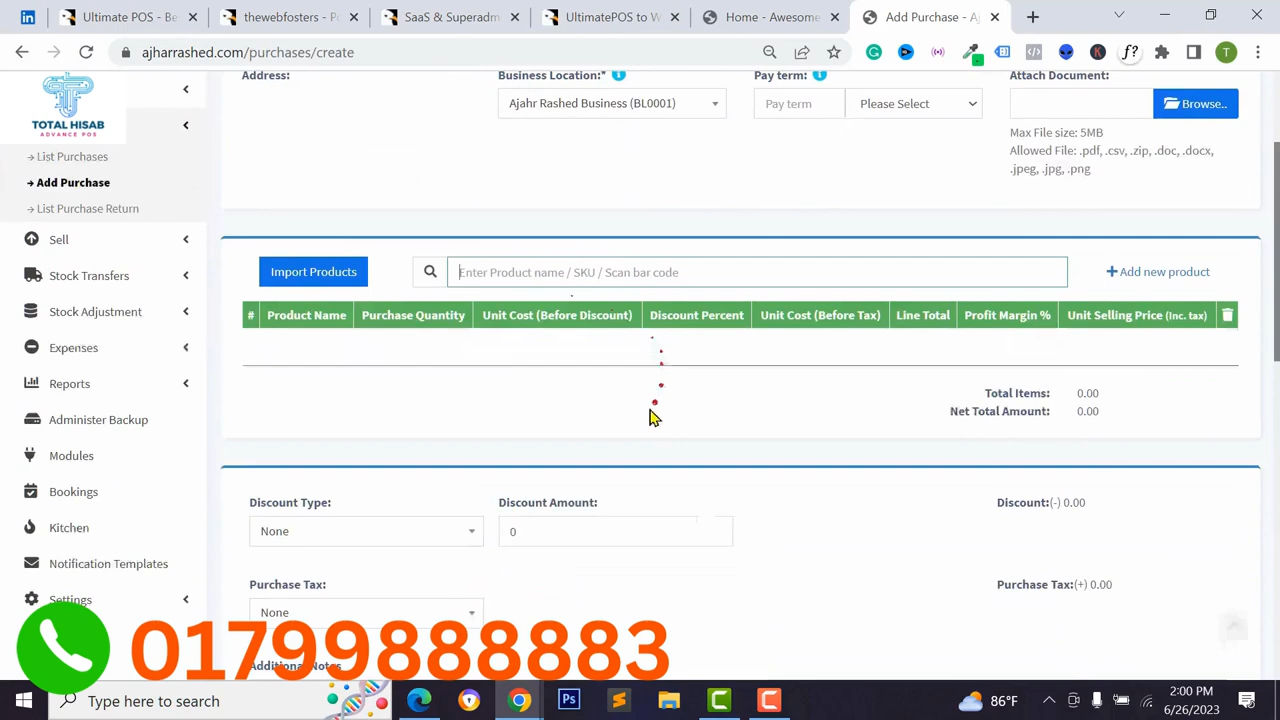 Ultimate POS - Be
thewebfosters - Po
SaaS & Superadm
UltimatePOS to W
Home - Awesome
Add Purchase - Aj
ajharrashed.com/purchases/create
T
TOTAL HISAB
ADVANCE POS
List Purchases
Add Purchase
List Purchase Return
Sell
Stock Transfers
Stock Adjustment
Expenses
Reports
Administer Backup
Modules
Bookings
Kitchen
Notification Templates
Settings
Address:
Business Location:*
Pay term:
Attach Document:
Ajahr Rashed Business (BL0001)
Pay term
Please Select
Browse..
Max File size: 5MB
Allowed File: .pdf, .csv, .zip, .doc, .docx,
.jpeg, .jpg, .png
Import Products
Enter Product name / SKU / Scan bar code
Add new product
# Product Name Purchase Quantity Unit Cost (Before Discount) Discount Percent Unit Cost (Before Tax) Line Total Profit Margin % Unit Selling Price (Inc. tax)
Total Items: 0.00
Net Total Amount: 0.00
Discount Type:
Discount Amount:
Discount:(-) 0.00
None
0
Purchase Tax:
Purchase Tax:(+) 0.00
None
Additional Notes
01799888883
Type here to search
86°F
2:00 PM
6/26/2023